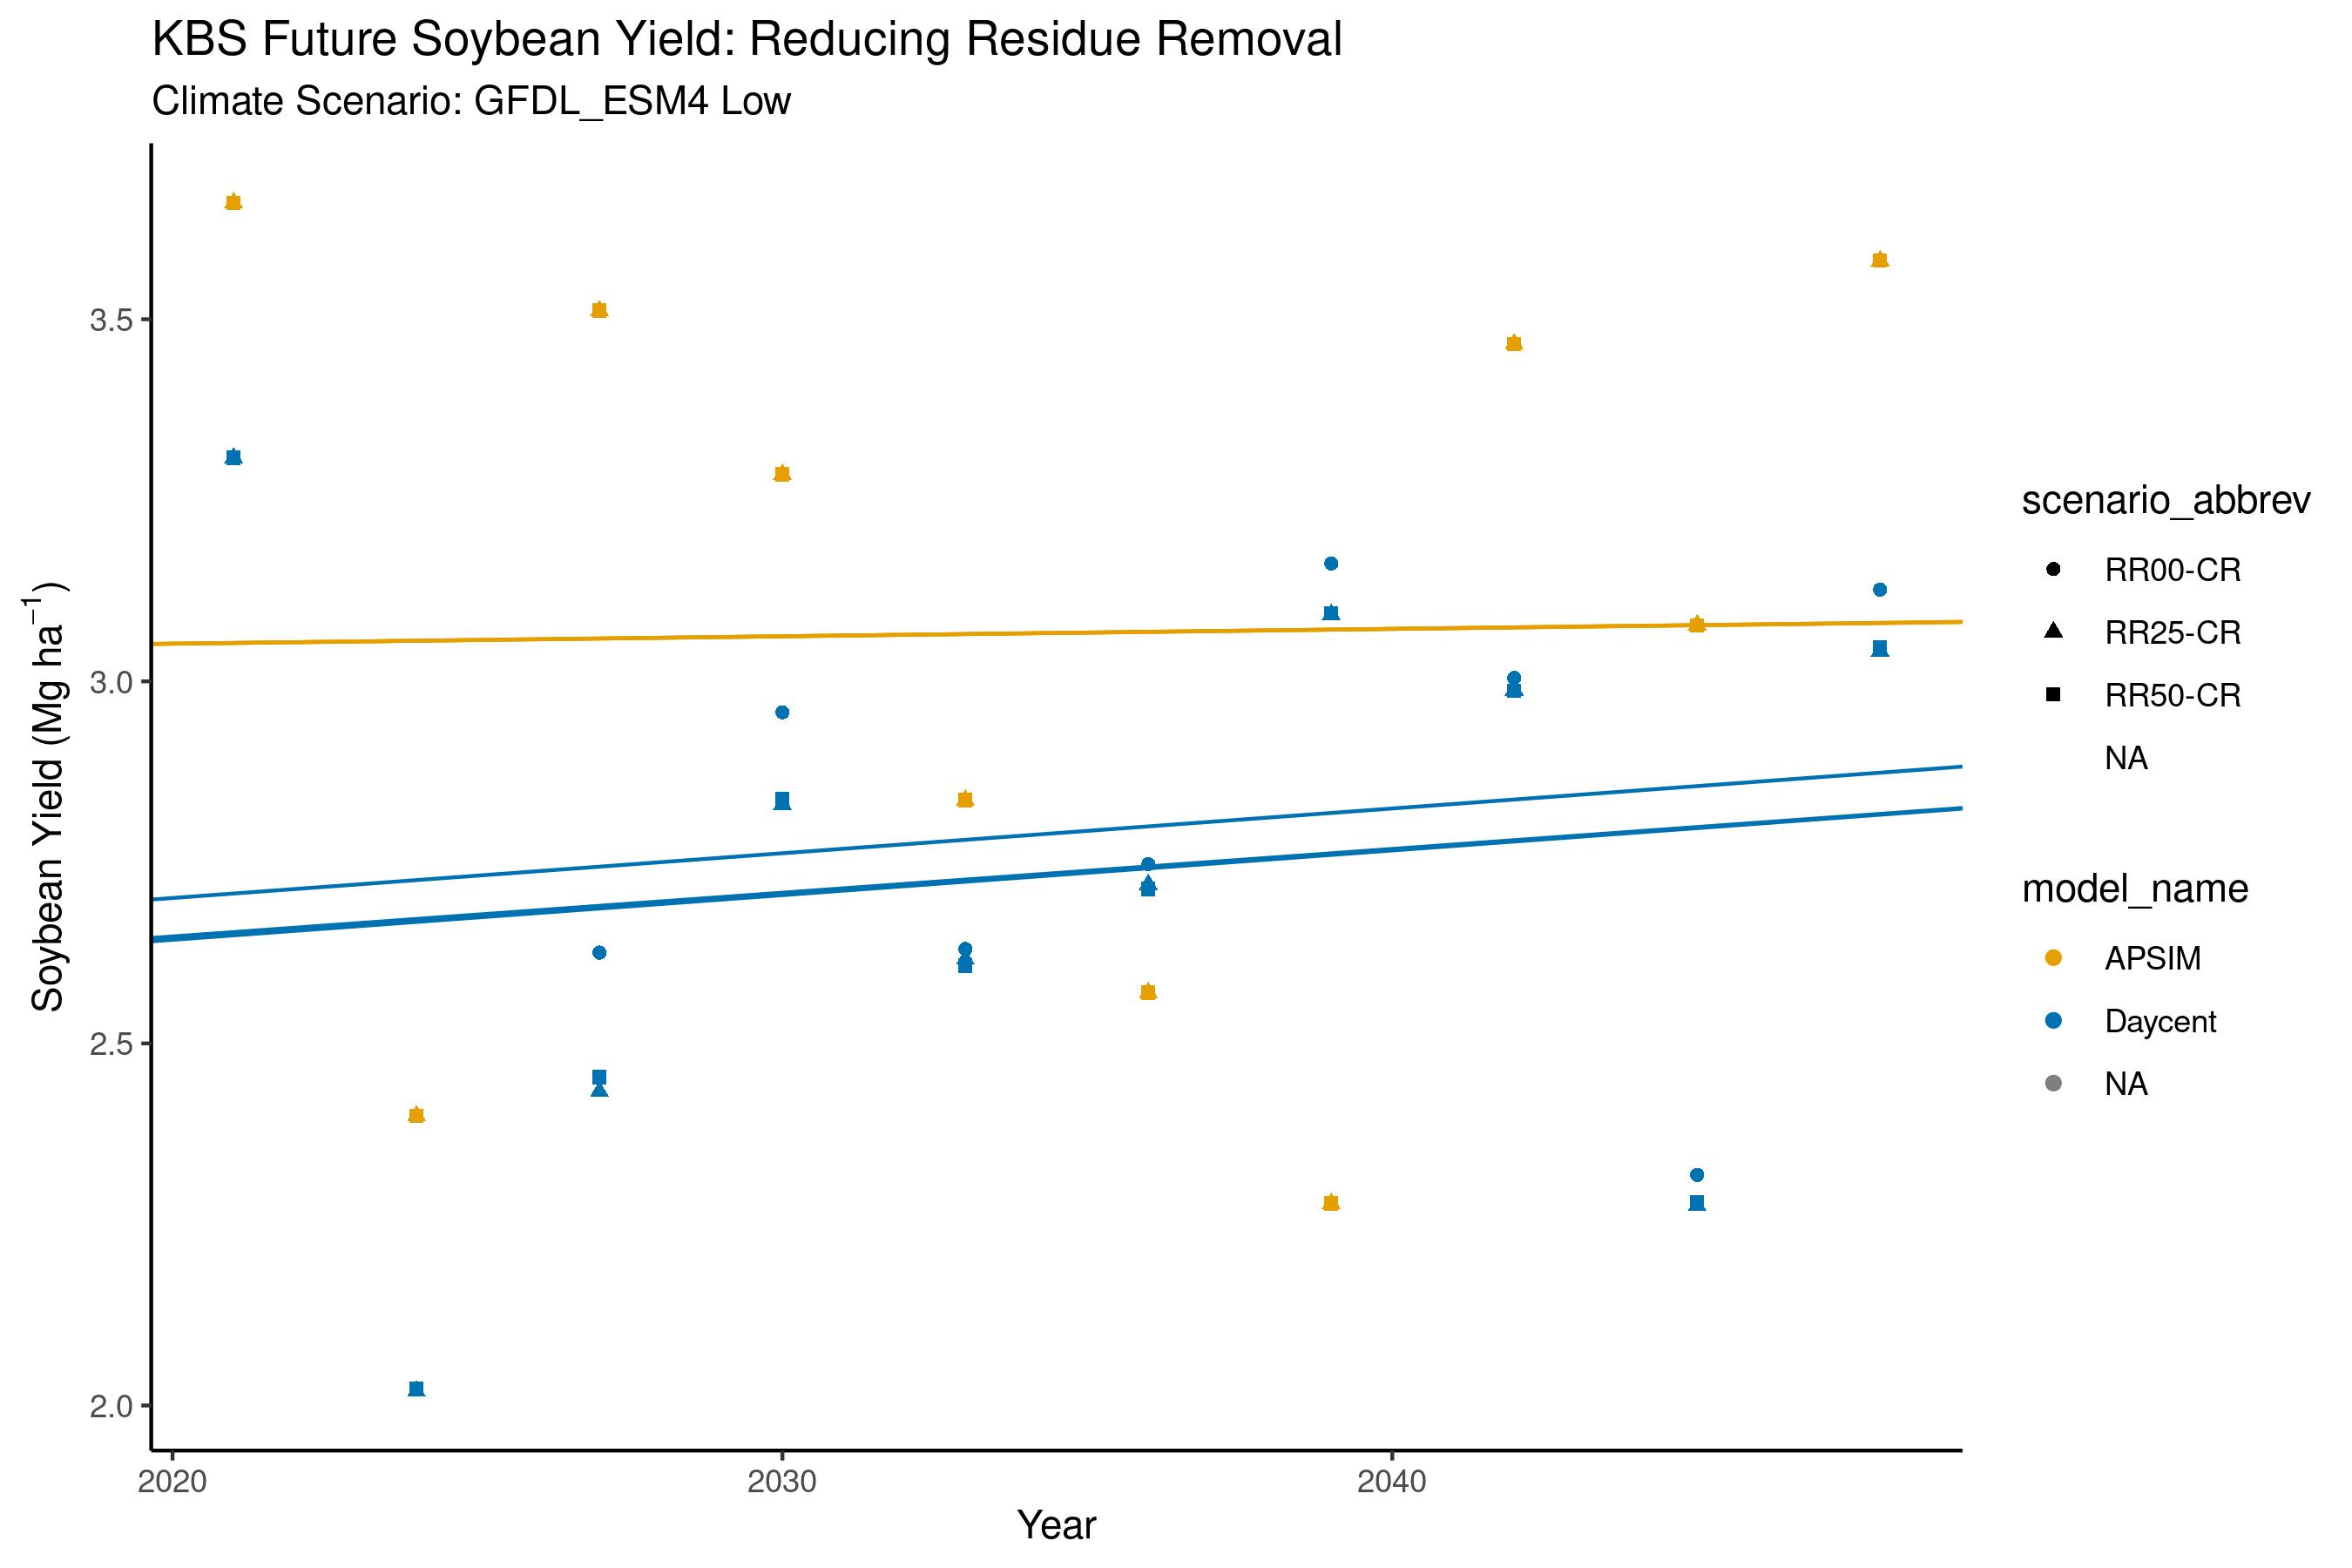 KBS Future Soybean Yield: Reducing Residue Removal
Climate Scenario: GFDL_ESM4 Low
Soybean Yield (Mg ha⁻¹)
3.5
3.0
2.5
2.0
2020
2030
2040
Year
scenario_abbrev
RR00-CR
RR25-CR
RR50-CR
NA
model_name
APSIM
Daycent
NA